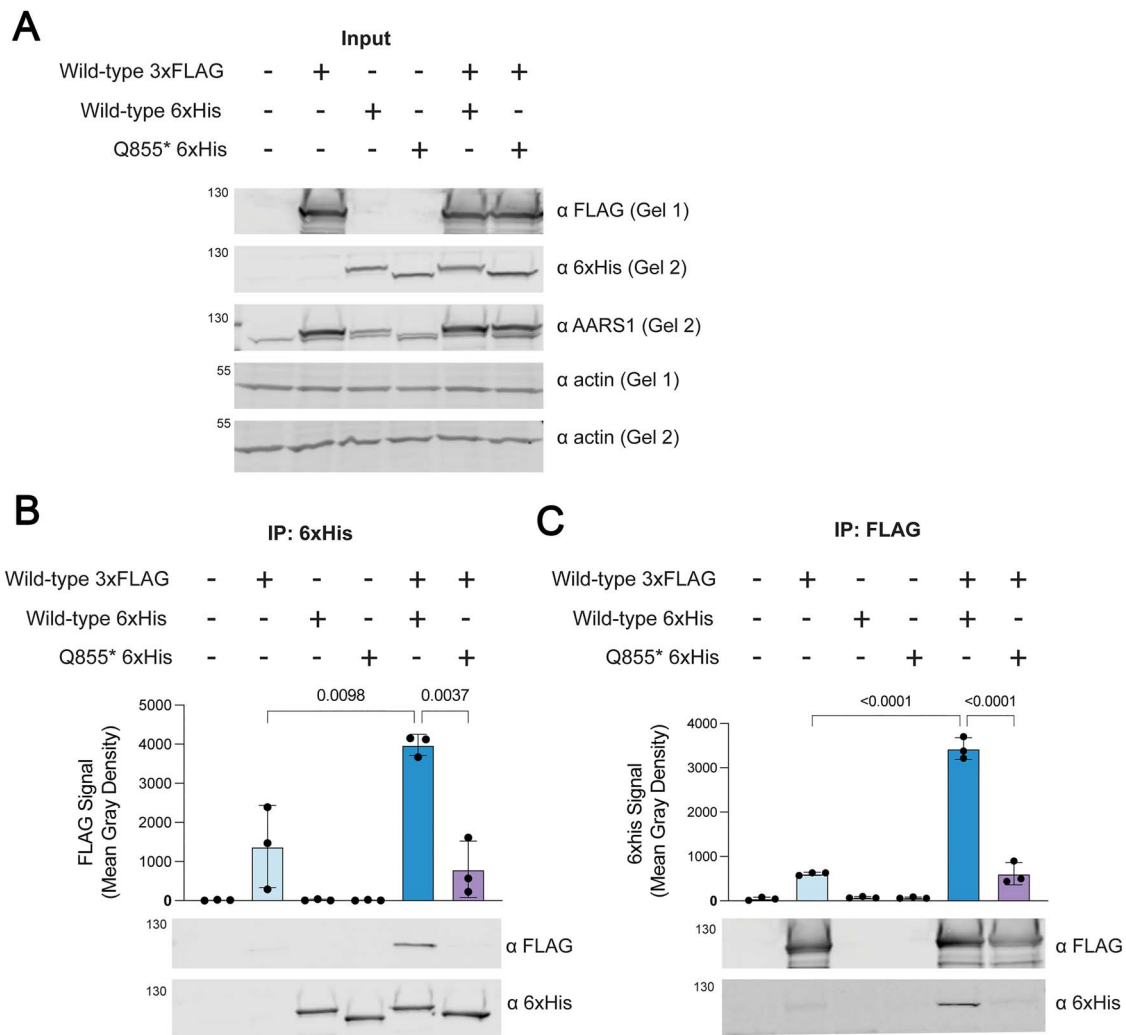 A
Input
Wild-type 3xFLAG - + - - + +
Wild-type 6xHis - - + - + -
Q855* 6xHis - - - + - +
130
α FLAG (Gel 1)
130
α 6xHis (Gel 2)
130
α AARS1 (Gel 2)
55
α actin (Gel 1)
55
α actin (Gel 2)
B
IP: 6xHis
Wild-type 3xFLAG - + - - + +
Wild-type 6xHis - - + - + -
Q855* 6xHis - - - + - +
0.0098
0.0037
FLAG Signal
(Mean Gray Density)
5000
4000
3000
2000
1000
0
130
α FLAG
130
α 6xHis
C
IP: FLAG
Wild-type 3xFLAG - + - - + +
Wild-type 6xHis - - + - + -
Q855* 6xHis - - - + - +
<0.0001
<0.0001
6xhis Signal
(Mean Gray Density)
4000
3000
2000
1000
0
130
α FLAG
130
α 6xHis